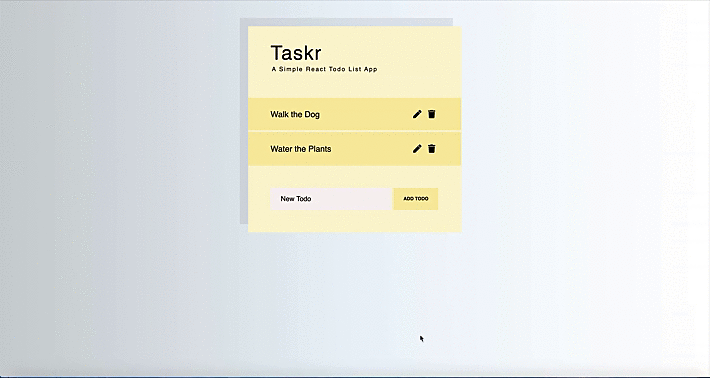 Taskr
A Simple React Todo List App
Walk the Dog
Water the Plants
New Todo
ADD TODO